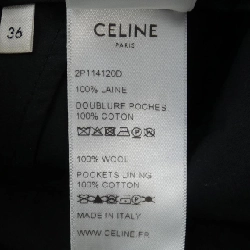 36
CELINE
PARIS
2P114120D
100% LAINE
DOUBLURE POCHES
100% COTON
100% WOOL
POCKETS LINING
100% COTTON
MADE IN ITALY
WWW.CELINE.FR